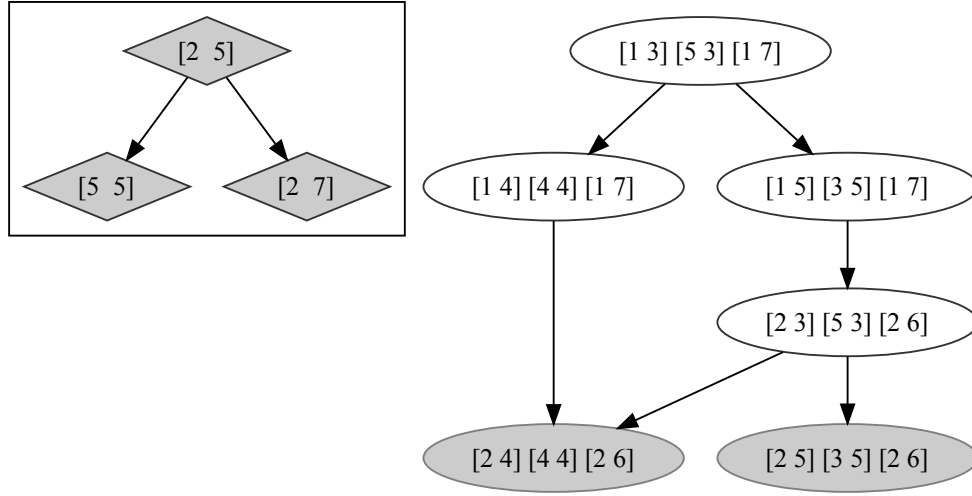 [2  5]
[5  5]
[2  7]
[1 3] [5 3] [1 7]
[1 4] [4 4] [1 7]
[1 5] [3 5] [1 7]
[2 3] [5 3] [2 6]
[2 4] [4 4] [2 6]
[2 5] [3 5] [2 6]